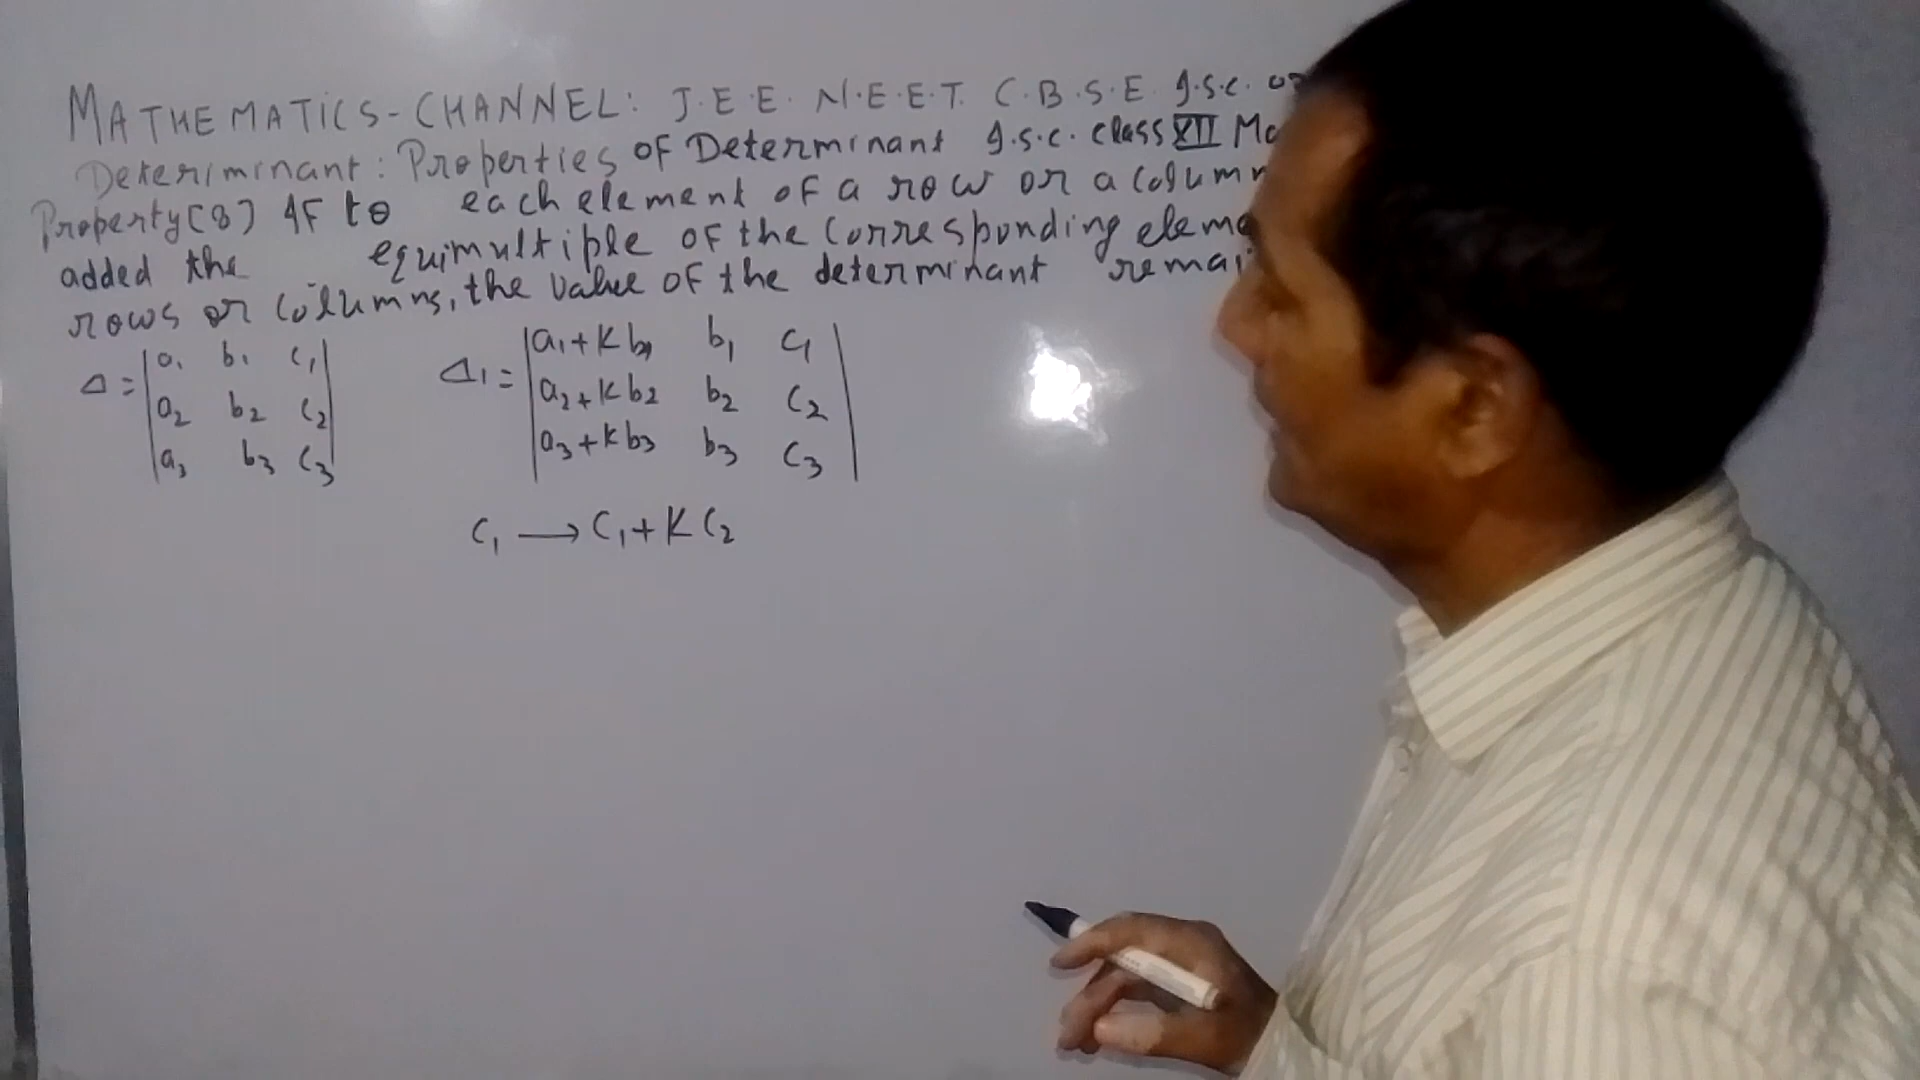 MATHEMATICS-CHANNEL: J.E.E. N.E.E.T. C.B.S.E. I.S.C.
Deteriminant: Properties of Determinant I.S.C. class XII
Property(8) If to each element of a row or a column
added the equimultiple of the Corresponding
rows or columns, the value of the determinant
Δ = | a₁ b₁ c₁ | Δ₁ = | a₁+kb₁ b₁ c₁ |
| a₂ b₂ c₂ | | a₂+kb₂ b₂ c₂ |
| a₃ b₃ c₃ | | a₃+kb₃ b₃ c₃ |
C₁ → C₁+KC₂